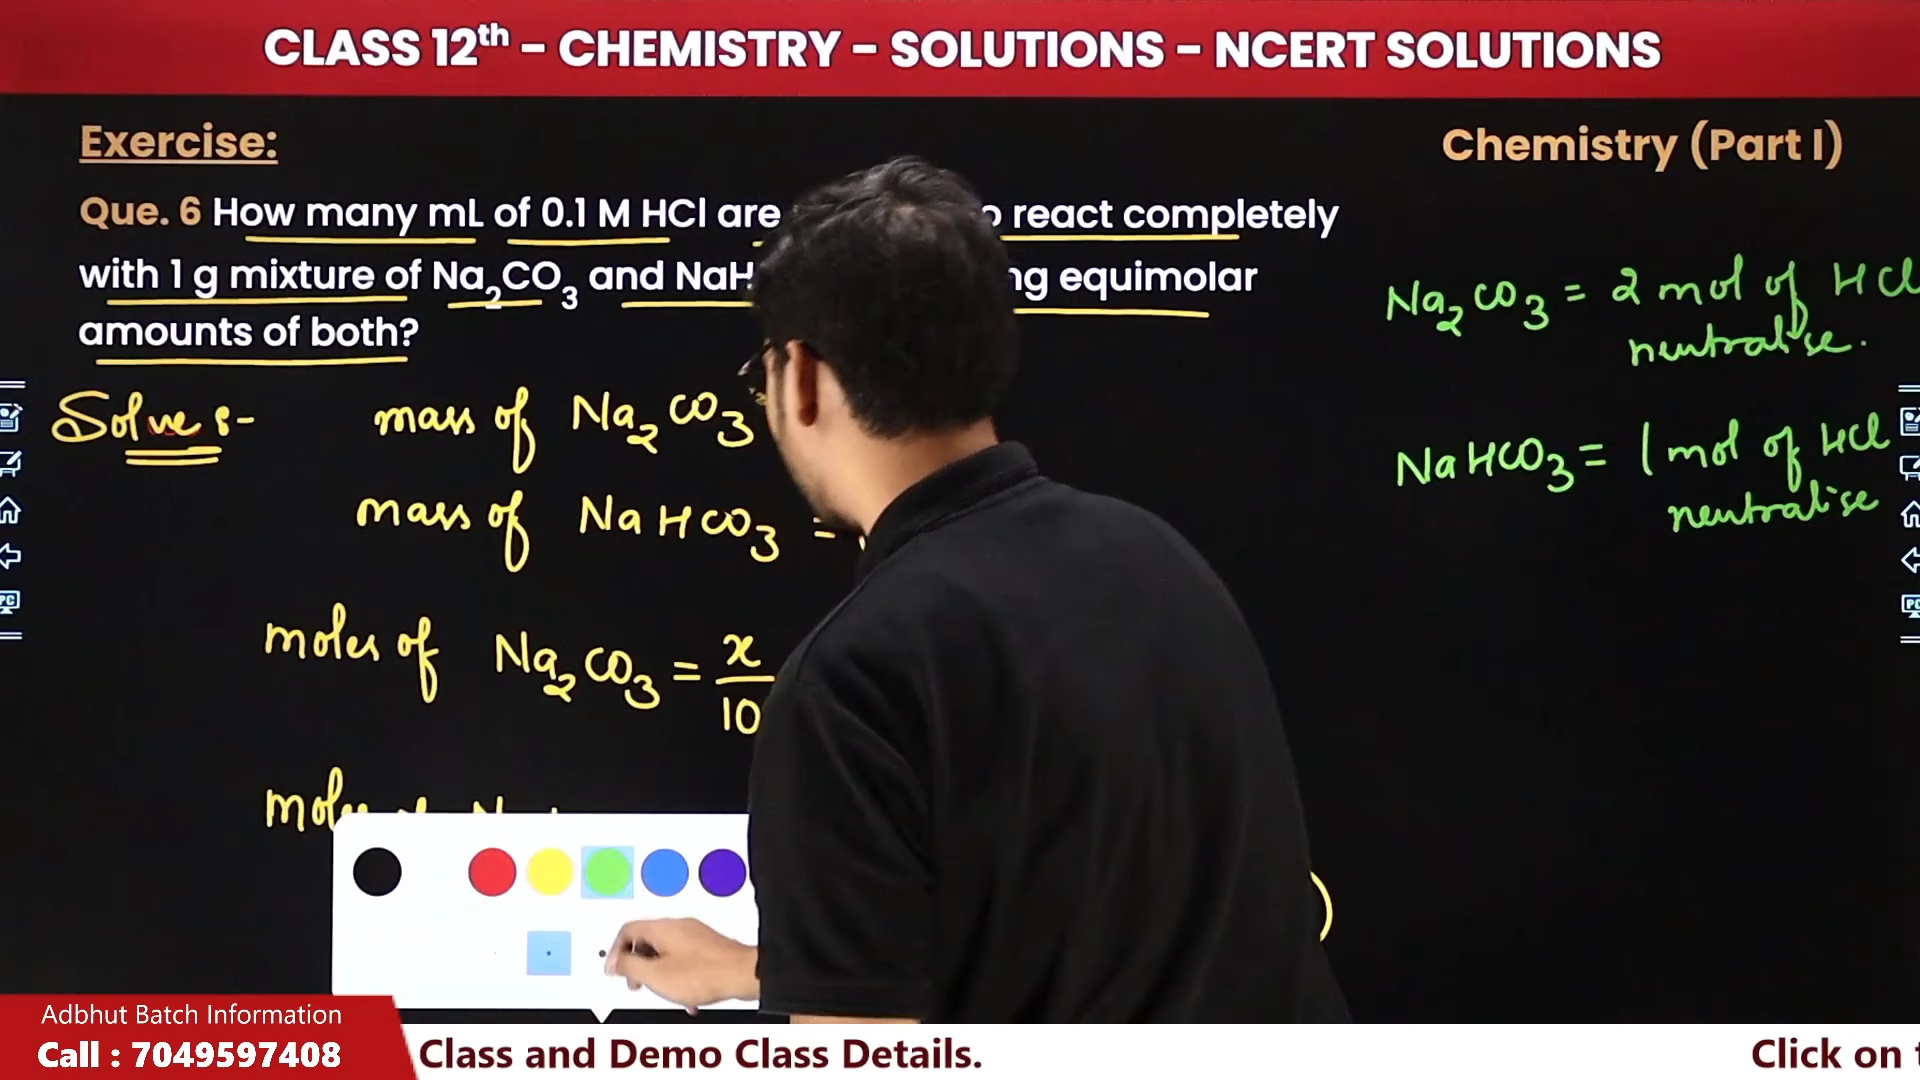 CLASS 12th - CHEMISTRY - SOLUTIONS - NCERT SOLUTIONS
Exercise:
Chemistry (Part I)
Que. 6 How many mL of 0.1 M HCl are o react completely
with 1 g mixture of Na2CO3 and NaH ng equimolar
amounts of both?
Na2CO3 = 2 mol of HCl
neutralise.
Solve :-
mass of Na2CO3
NaHCO3 = 1 mol of HCl
neutralise
mass of NaHCO3 =
moles of Na2CO3 = x
10
PC
Adbhut Batch Information
Call : 7049597408
Class and Demo Class Details.
Click on